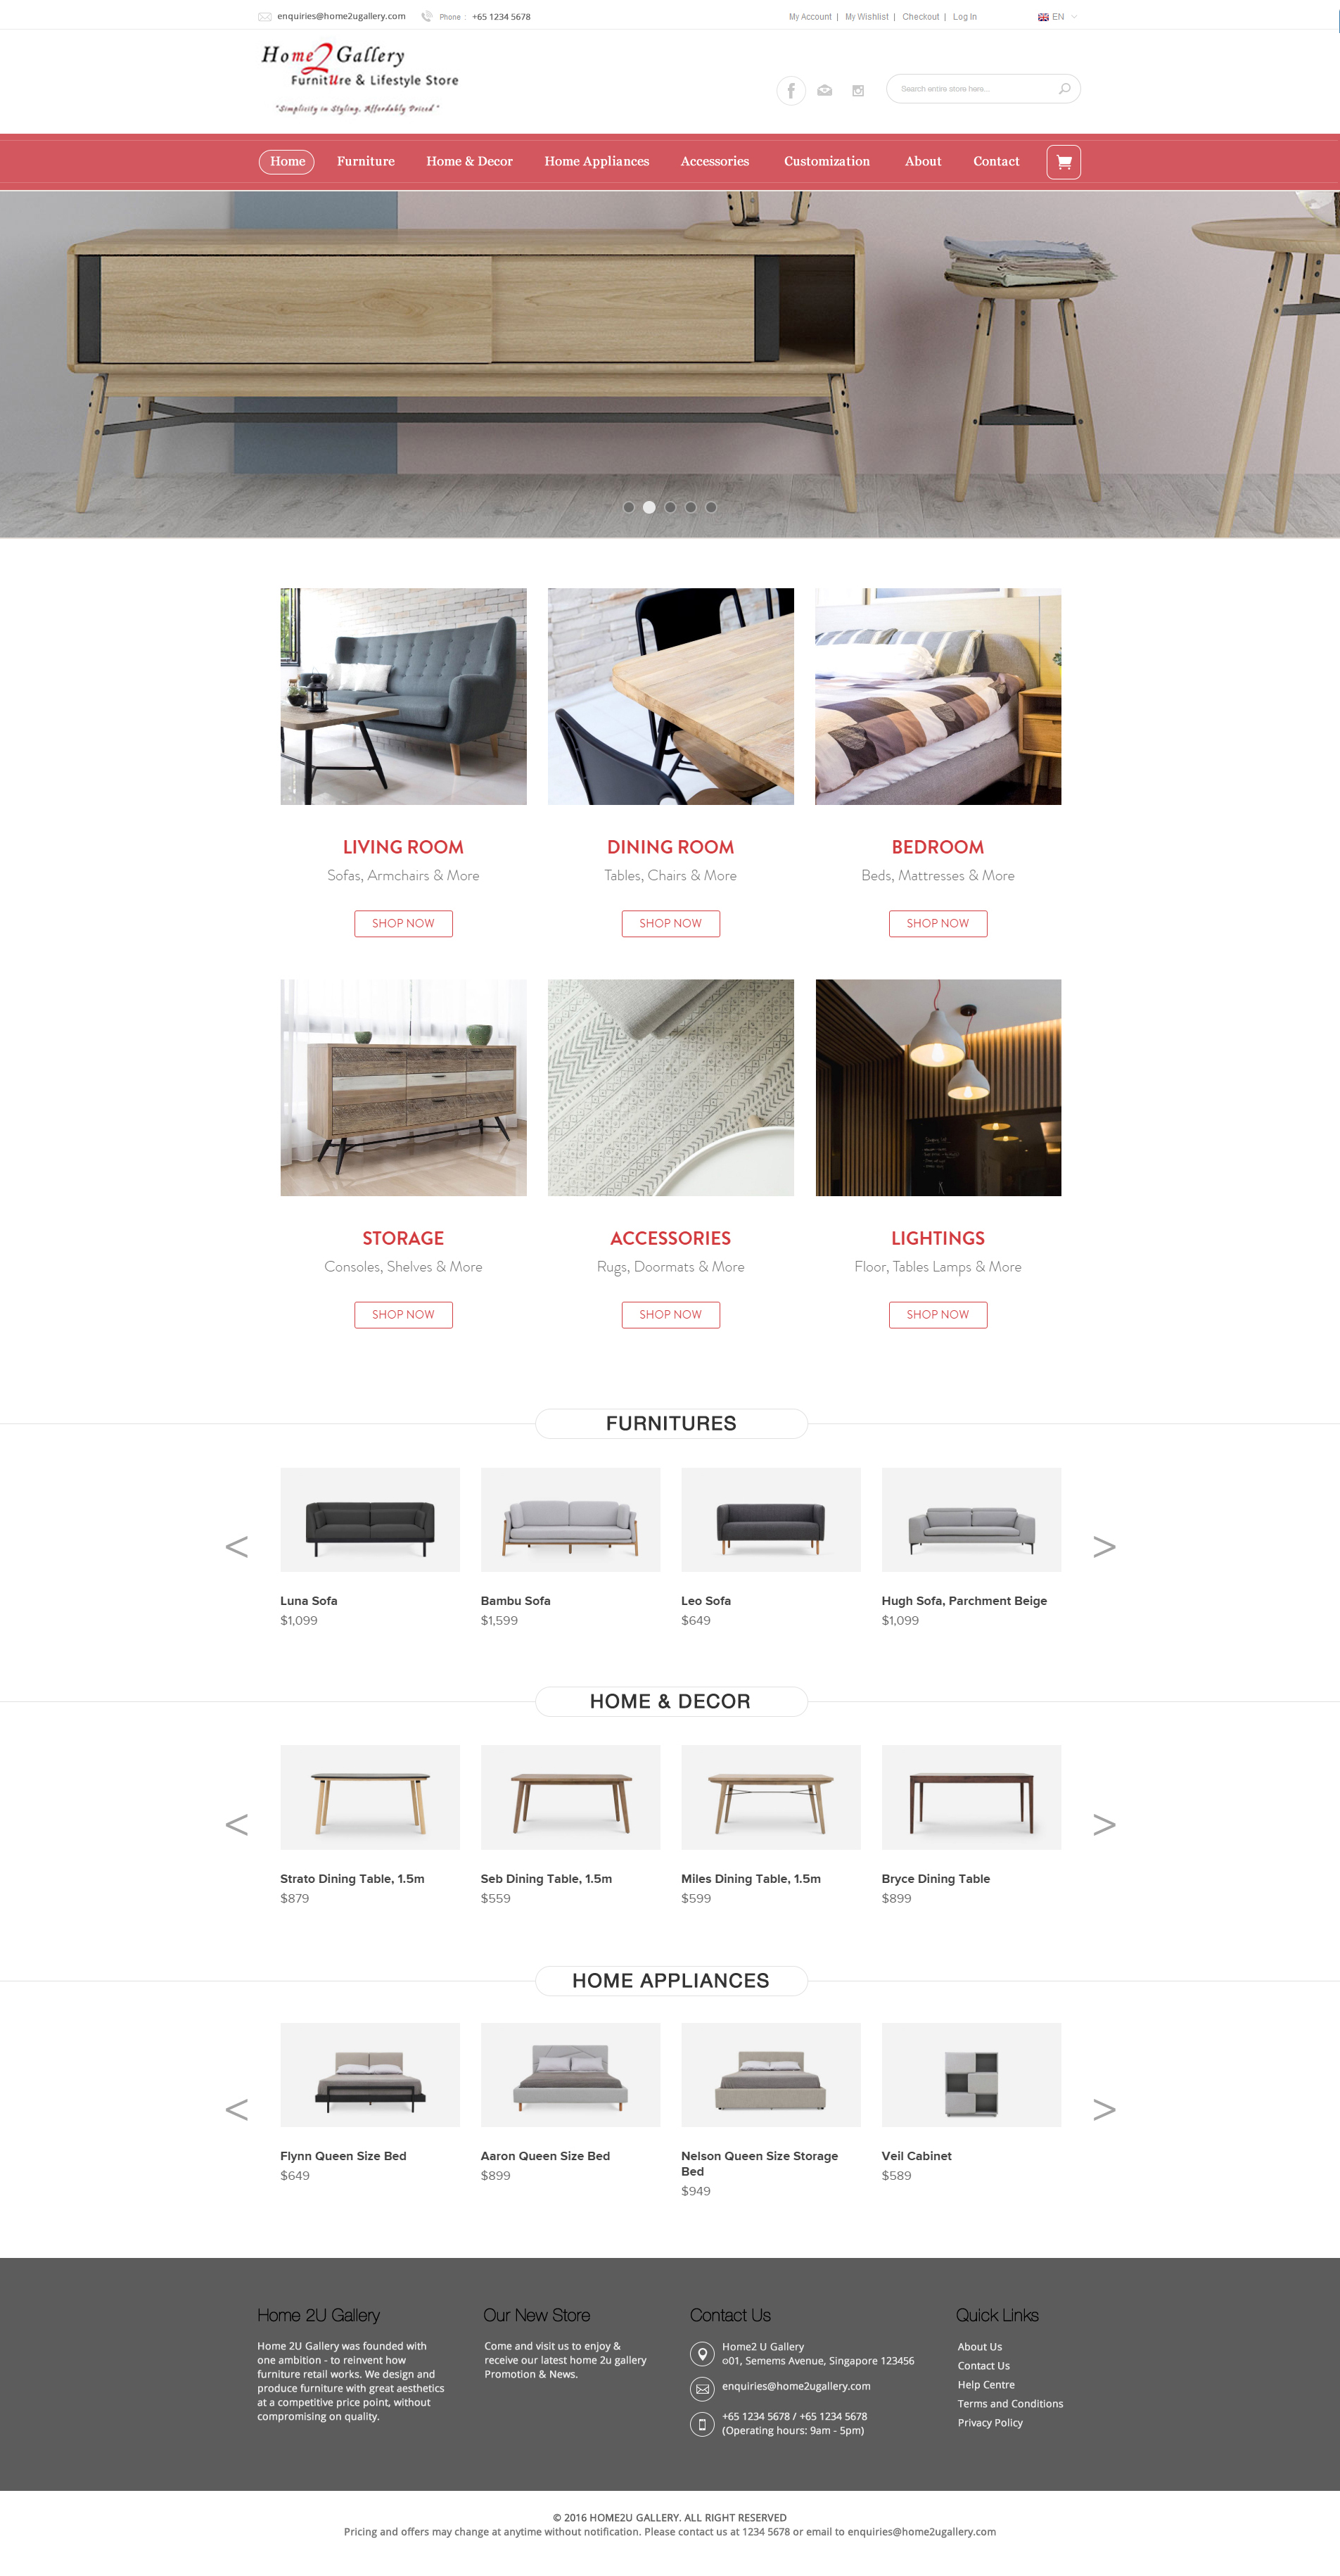 enquiries@home2ugallery.com Phone :: +65 1234 5678 My Account | My Wishlist | Checkout | Log In EN
Home2Gallery
FurnitUre & Lifestyle Store
"Simplicity in Styling, Affordably Priced"
Search entire store here...
Home Furniture Home & Decor Home Appliances Accessories Customization About Contact
LIVING ROOM DINING ROOM BEDROOM
Sofas, Armchairs & More Tables, Chairs & More Beds, Mattresses & More
SHOP NOW SHOP NOW SHOP NOW
STORAGE ACCESSORIES LIGHTINGS
Consoles, Shelves & More Rugs, Doormats & More Floor, Tables Lamps & More
SHOP NOW SHOP NOW SHOP NOW
FURNITURES
< >
Luna Sofa Bambu Sofa Leo Sofa Hugh Sofa, Parchment Beige
$1,099 $1,599 $649 $1,099
HOME & DECOR
< >
Strato Dining Table, 1.5m Seb Dining Table, 1.5m Miles Dining Table, 1.5m Bryce Dining Table
$879 $559 $599 $899
HOME APPLIANCES
< >
Flynn Queen Size Bed Aaron Queen Size Bed Nelson Queen Size Storage Bed Veil Cabinet
$649 $899 $949 $589
Home 2U Gallery
Home 2U Gallery was founded with
one ambition - to reinvent how
furniture retail works. We design and
produce furniture with great aesthetics
at a competitive price point, without
compromising on quality.
Our New Store
Come and visit us to enjoy &
receive our latest home 2u gallery
Promotion & News.
Contact Us
Home2 U Gallery
o01, Semems Avenue, Singapore 123456
enquiries@home2ugallery.com
+65 1234 5678 / +65 1234 5678
(Operating hours: 9am - 5pm)
Quick Links
About Us
Contact Us
Help Centre
Terms and Conditions
Privacy Policy
© 2016 HOME2U GALLERY. ALL RIGHT RESERVED
Pricing and offers may change at anytime without notification. Please contact us at 1234 5678 or email to enquiries@home2ugallery.com